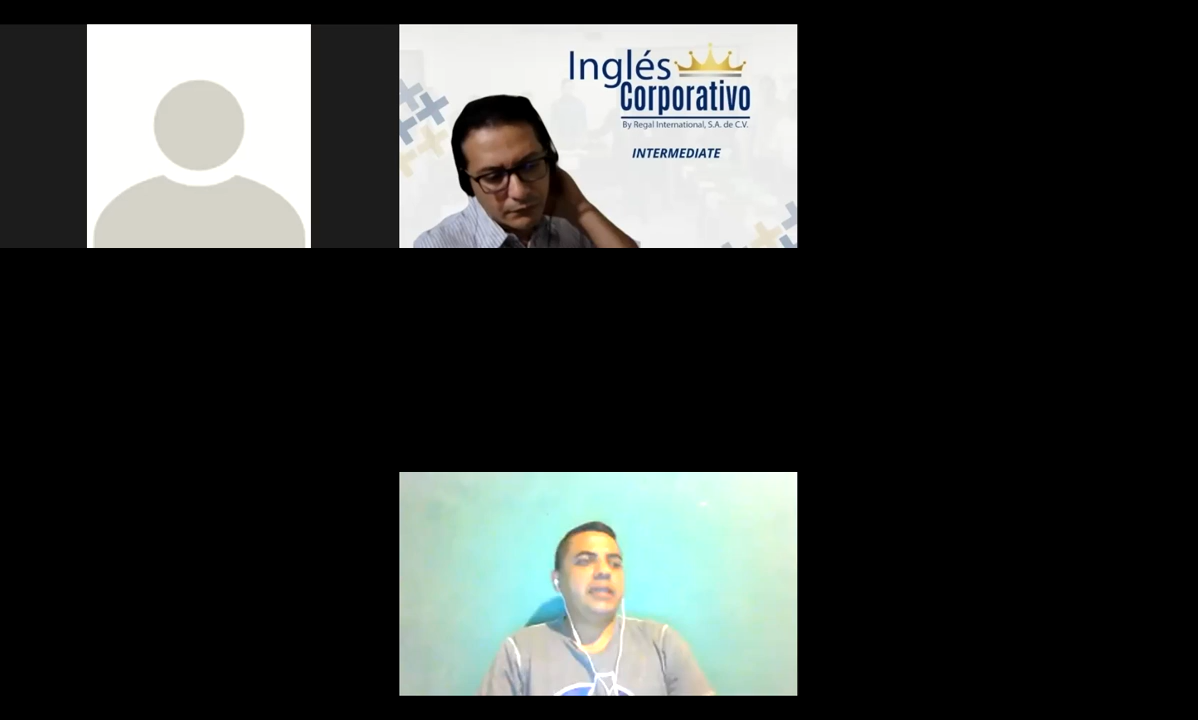 Inglés
Corporativo
By Regal International, S.A. de C.V.
INTERMEDIATE